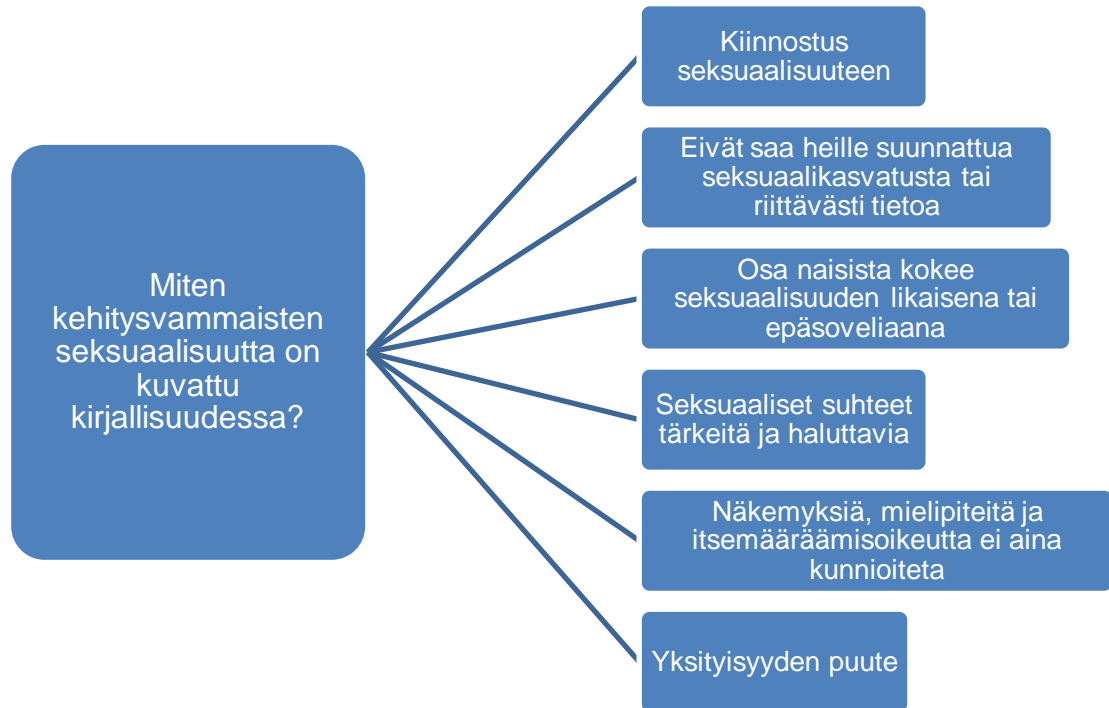 Miten
kehitysvammaisten
seksuaalisuutta on
kuvattu
kirjallisuudessa?
Kiinnostus
seksuaalisuuteen
Eivät saa heille suunnattua
seksuaalikasvatusta tai
riittävästi tietoa
Osa naisista kokee
seksuaalisuuden likaisena tai
epäsoveliaana
Seksuaaliset suhteet
tärkeitä ja haluttavia
Näkemyksiä, mielipiteitä ja
itsemääräämisoikeutta ei aina
kunnioiteta
Yksityisyyden puute